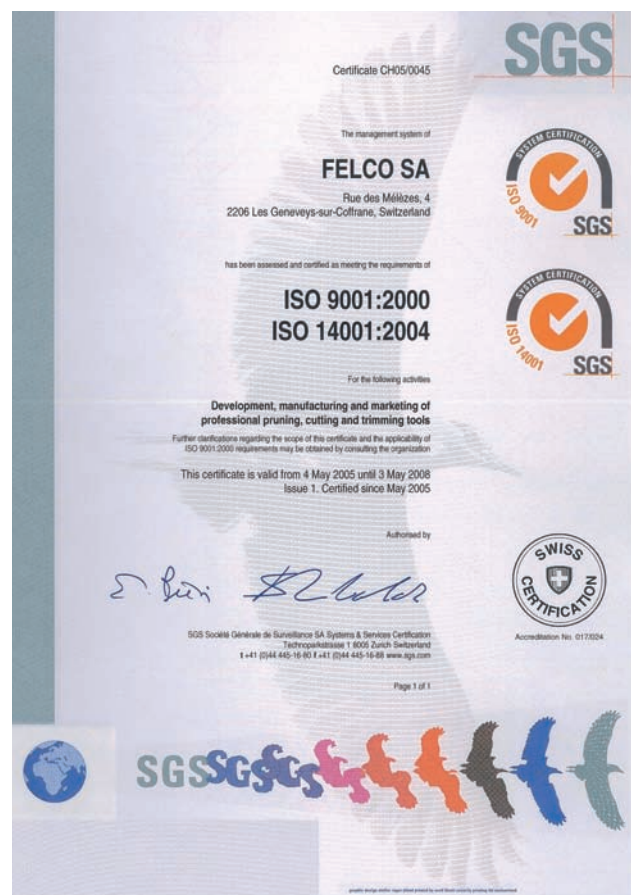 SGS
Certificate CH05/0045
The management system of
FELCO SA
Rue des Mélèzes, 4
2206 Les Geneveys-sur-Coffrane, Switzerland
SYSTEM CERTIFICATION
ISO 9001
SGS
has been assessed and certified as meeting the requirements of
ISO 9001:2000
ISO 14001:2004
SYSTEM CERTIFICATION
ISO 14001
SGS
For the following activities
Development, manufacturing and marketing of
professional pruning, cutting and trimming tools
Further clarifications regarding the scope of this certificate and the applicability of
ISO 9001:2000 requirements may be obtained by consulting the organization
This certificate is valid from 4 May 2005 until 3 May 2008
Issue 1. Certified since May 2005
Authorised by
SWISS
CERTIFICATION
Accreditation No. 017/024
SGS Société Générale de Surveillance SA Systems & Services Certification
Technoparkstrasse 1 8005 Zurich Switzerland
t +41 (0)44 445-16-80 f +41 (0)44 445-16-88 www.sgs.com
Page 1 of 1
SGSSGSSGS